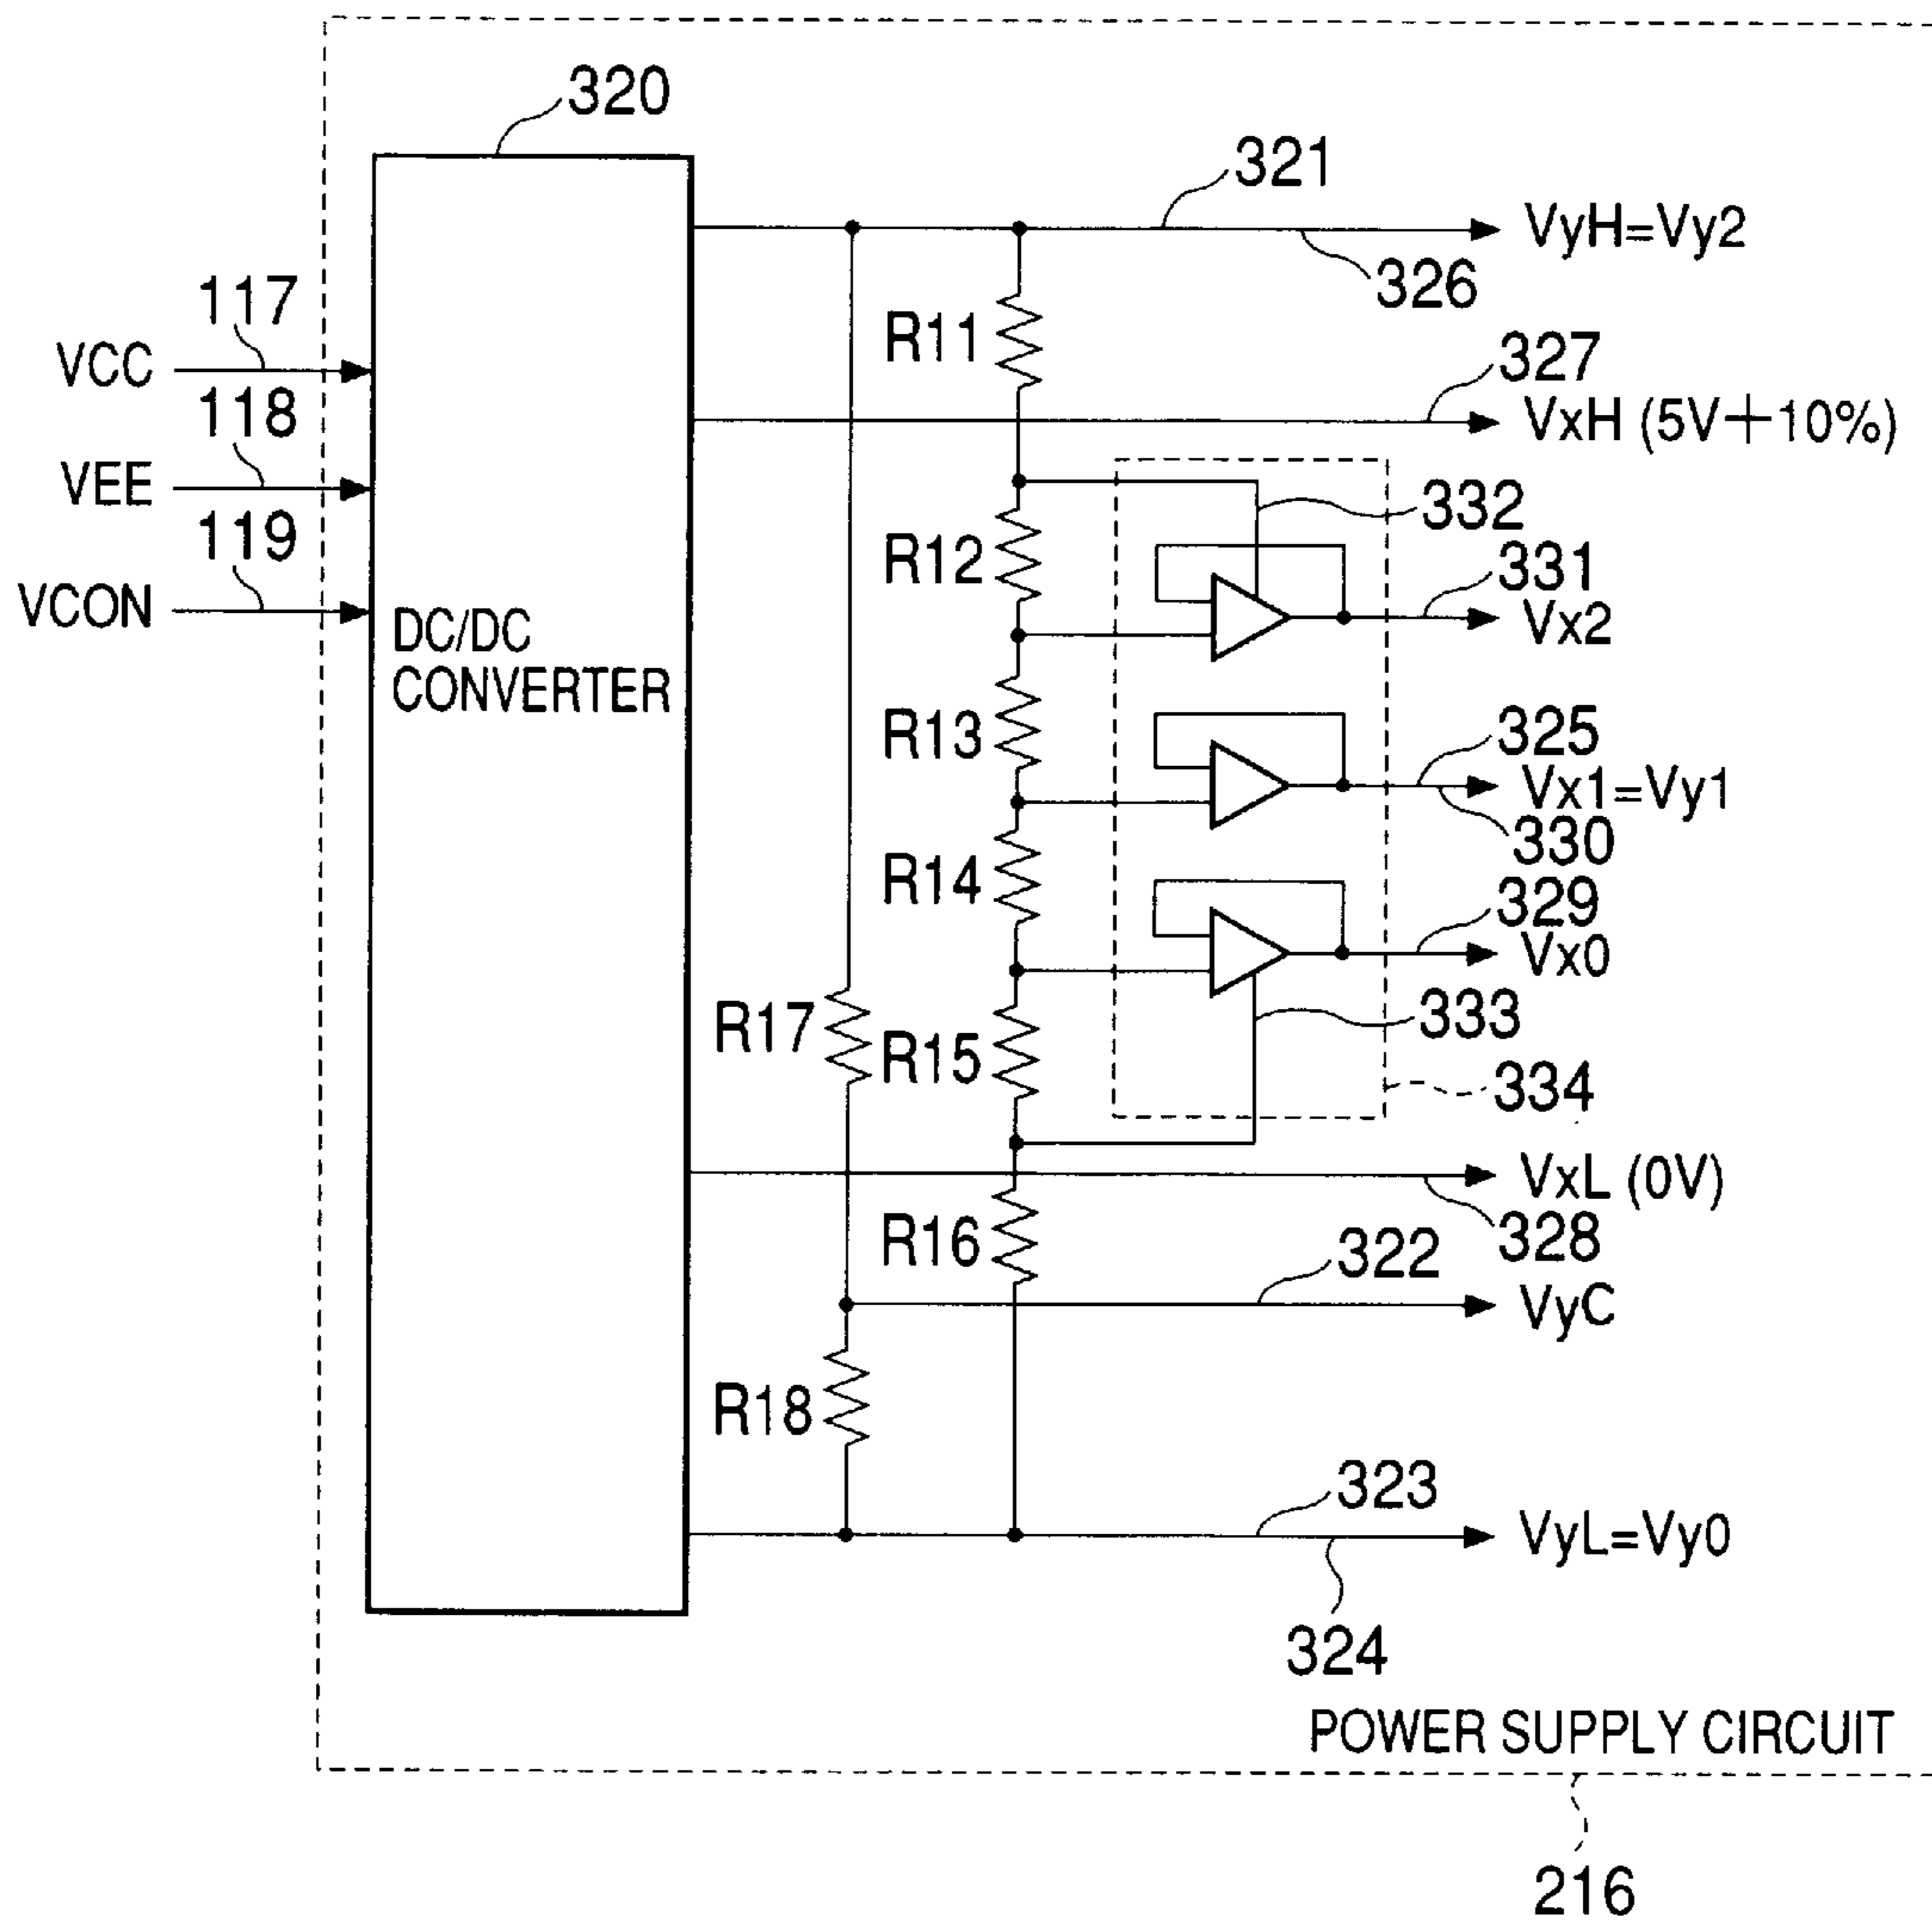 320
321
VyH=Vy2
326
117
R11
327
VCC
VxH (5V+10%)
118
VEE
332
119
R12
331
VCON
Vx2
DC/DC
CONVERTER
325
R13
Vx1=Vy1
330
R14
329
Vx0
R17
333
R15
334
VxL (0V)
R16
328
322
VyC
R18
323
VyL=Vy0
324
POWER SUPPLY CIRCUIT
216